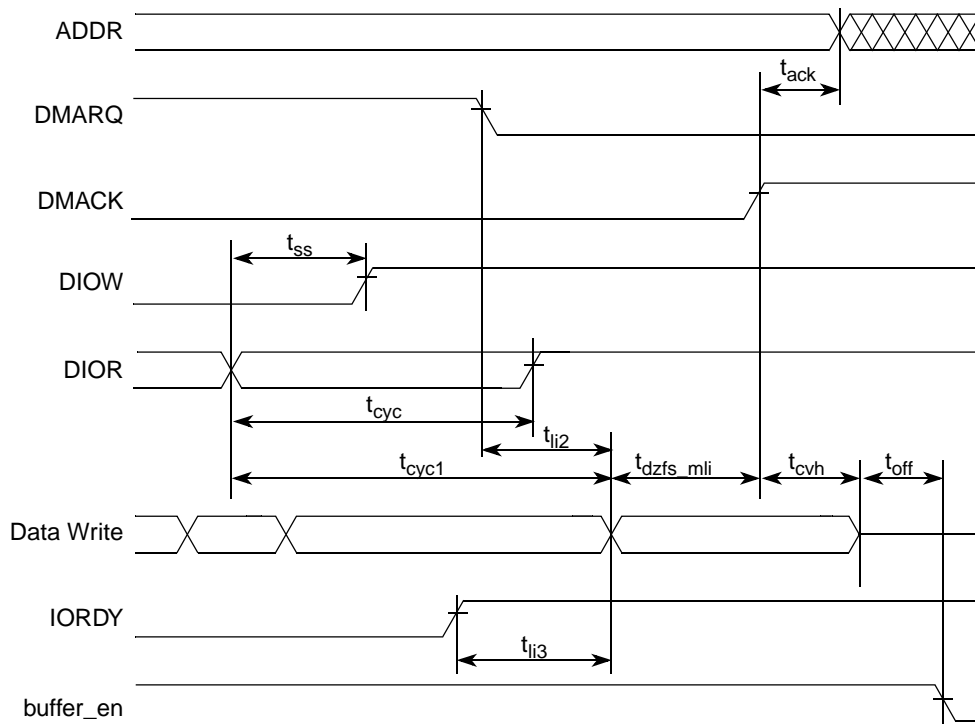 ADDR
t_ack
DMARQ
DMACK
t_ss
DIOW
DIOR
t_cyc
t_li2
t_cyc1
t_dzfs_mli
t_cvh
t_off
Data Write
IORDY
t_li3
buffer_en